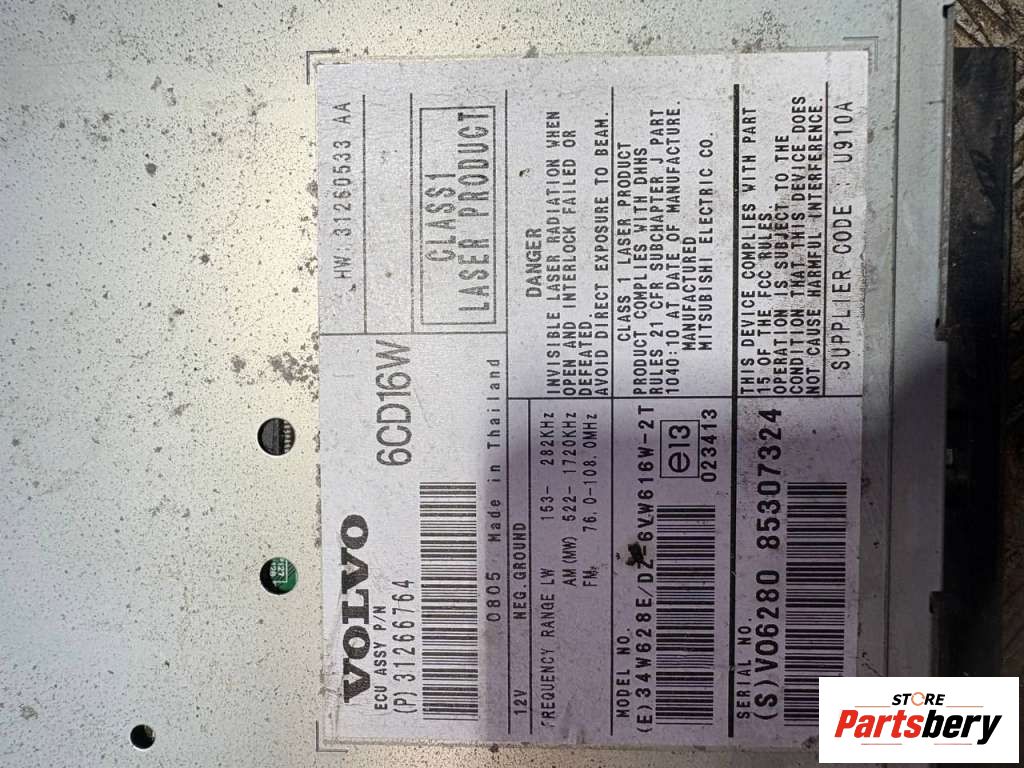 VOLVO
6CD16W
HW: 31260533 AA
ECU ASSY P/N
(P) 31266764
CLASS1
LASER PRODUCT
0805 Made in Thailand
12V NEG.GROUND
FREQUENCY RANGE LW 153- 282KHz
AM (MW) 522-1720KHz
FM 76.0-108.0MHz
DANGER
INVISIBLE LASER RADIATION WHEN
OPEN AND INTERLOCK FAILED OR
DEFEATED.
AVOID DIRECT EXPOSURE TO BEAM.
MODEL NO.
(E) 34W628E/DZ-6VW616W-2T
e13
023413
CLASS 1 LASER PRODUCT
PRODUCT COMPLIES WITH DHHS
RULES 21 CFR SUBCHAPTER J PART
1040:10 AT DATE OF MANUFACTURE.
MANUFACTURED
MITSUBISHI ELECTRIC CO.
SERIAL NO.
(S) V06280 85307324
THIS DEVICE COMPLIES WITH PART
15 OF THE FCC RULES.
OPERATION IS SUBJECT TO THE
CONDITION THAT THIS DEVICE DOES
NOT CAUSE HARMFUL INTERFERENCE.
SUPPLIER CODE : U910A
STORE
Partsbery